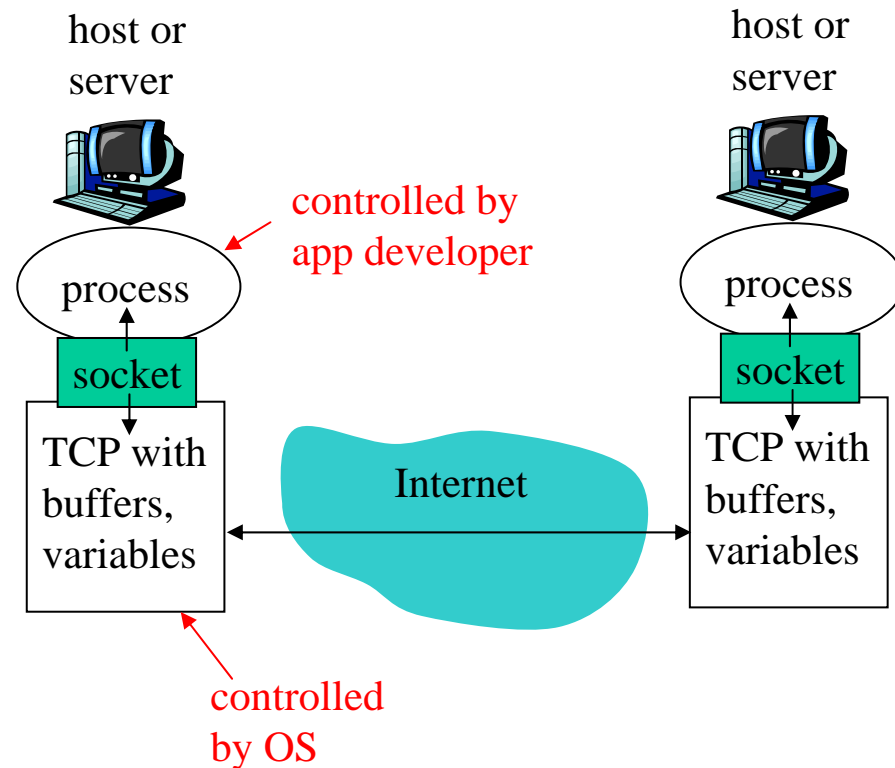 host or
server
host or
server
controlled by
app developer
process
process
socket
socket
TCP with
buffers,
variables
Internet
TCP with
buffers,
variables
controlled
by OS